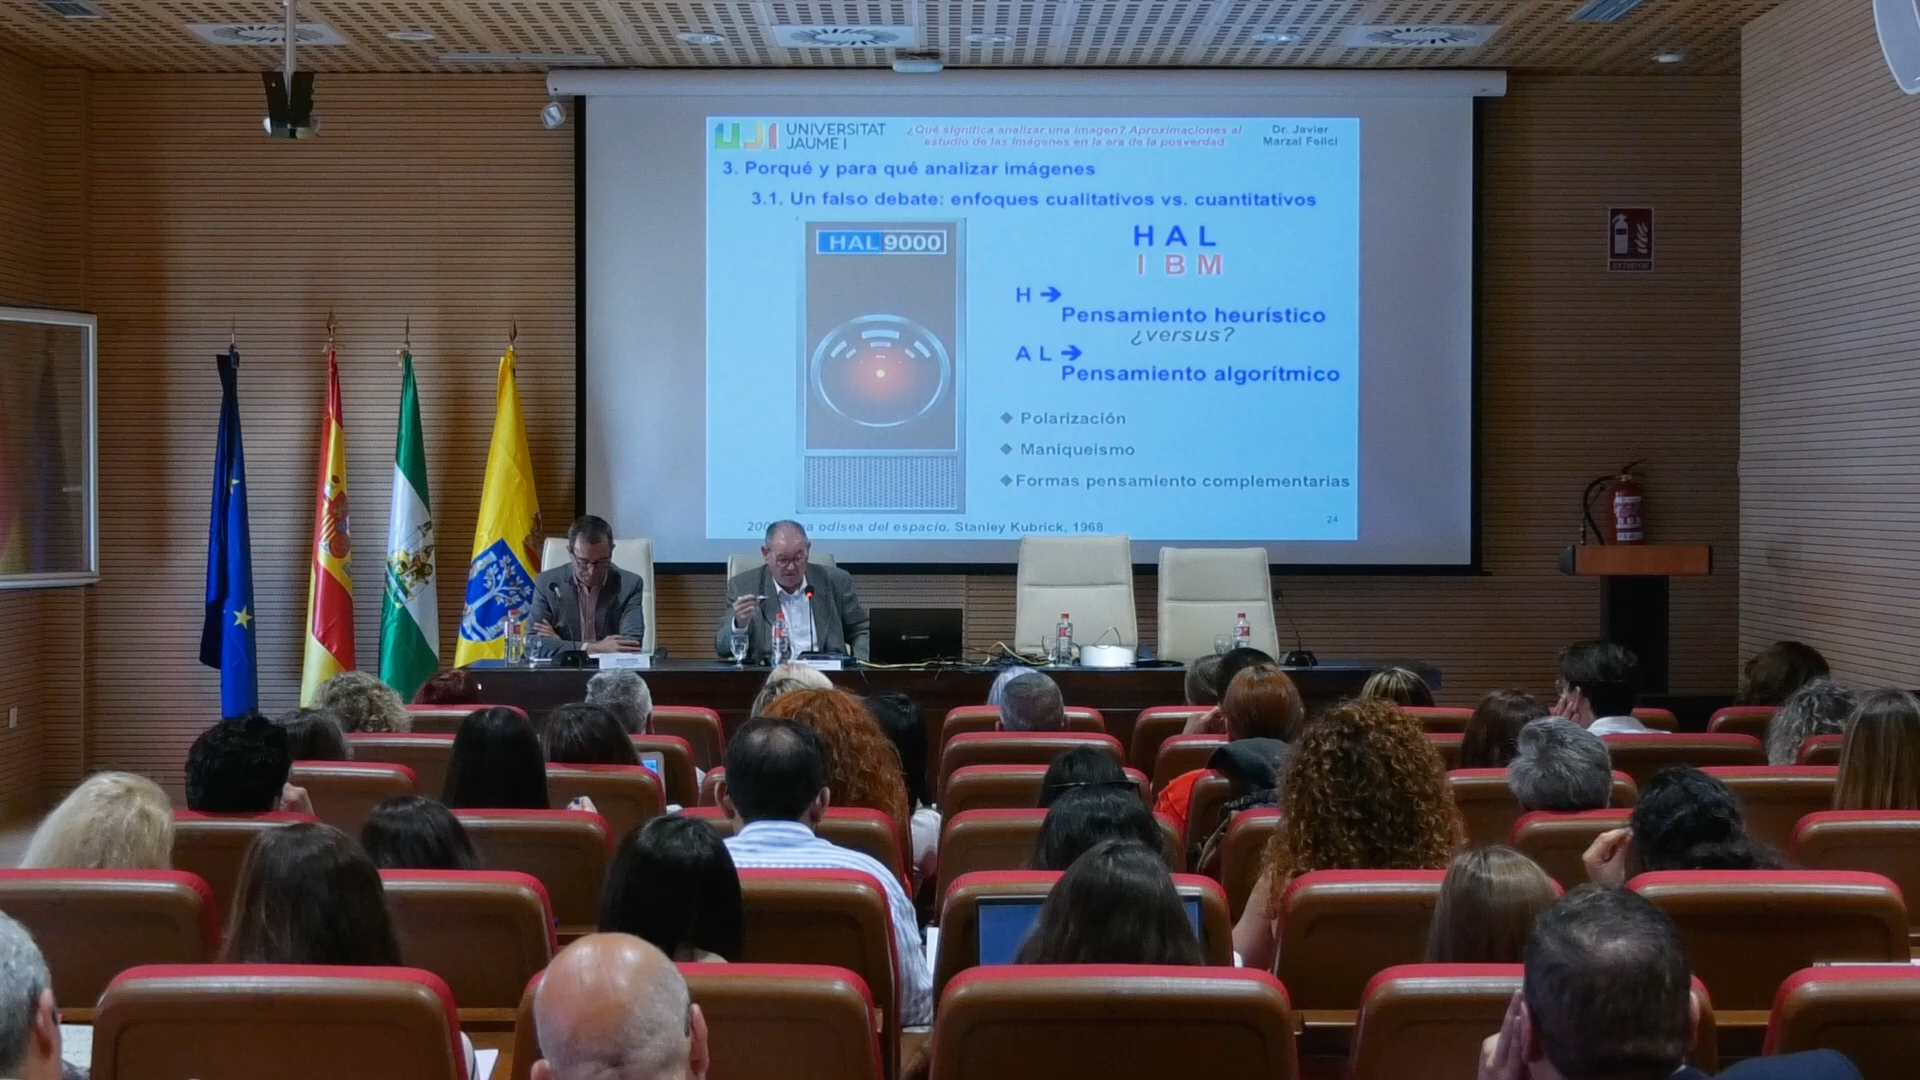 UJI UNIVERSITAT
JAUME I
¿Qué significa analizar una imagen? Aproximaciones al
estudio de las imágenes en la era de la posverdad
Dr. Javier
Marzal Felici
3. Porqué y para qué analizar imágenes
3.1. Un falso debate: enfoques cualitativos vs. cuantitativos
HAL 9000
H A L
I B M
H ➔
Pensamiento heurístico
¿versus?
A L ➔
Pensamiento algorítmico
❖ Polarización
❖ Maniqueismo
❖ Formas pensamiento complementarias
odisea del espacio, Stanley Kubrick, 1968
24
EXTINTOR